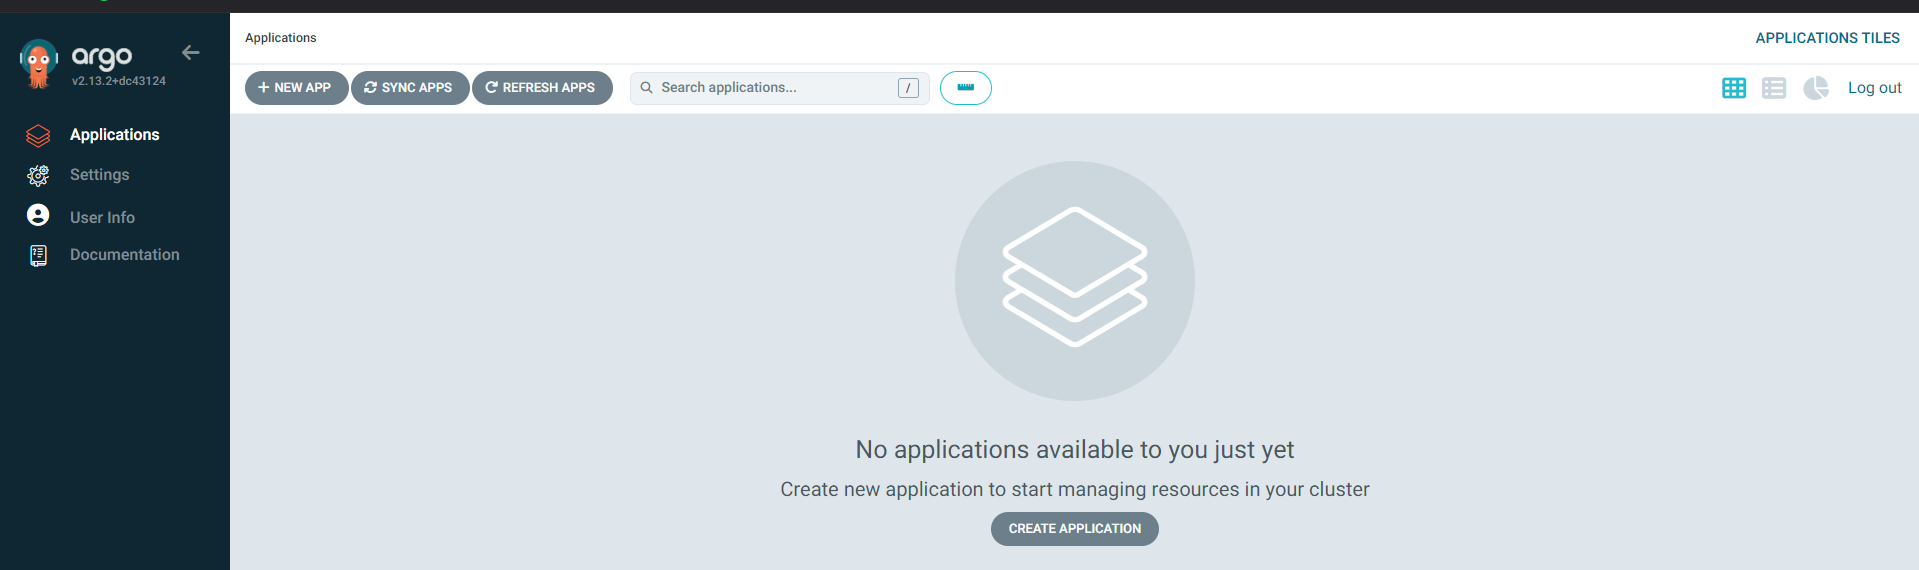 argo
v2.13.2+dc43124
Applications
Settings
User Info
Documentation
Applications
APPLICATIONS TILES
NEW APP
SYNC APPS
REFRESH APPS
Search applications...
/
Log out
No applications available to you just yet
Create new application to start managing resources in your cluster
CREATE APPLICATION